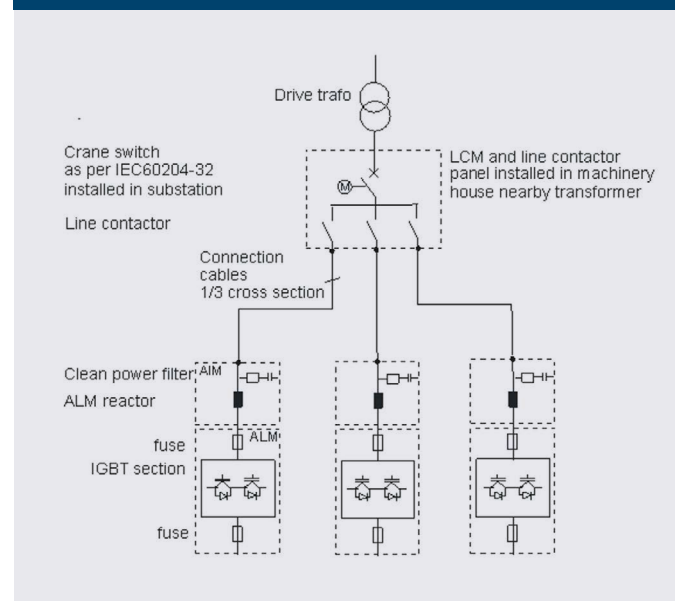 Drive trafo
Crane switch
as per IEC60204-32
installed in substation
Line contactor
M
LCM and line contactor
panel installed in machinery
house nearby transformer
Connection
cables
1/3 cross section
Clean power filter
AIM
ALM reactor
fuse
ALM
IGBT section
fuse